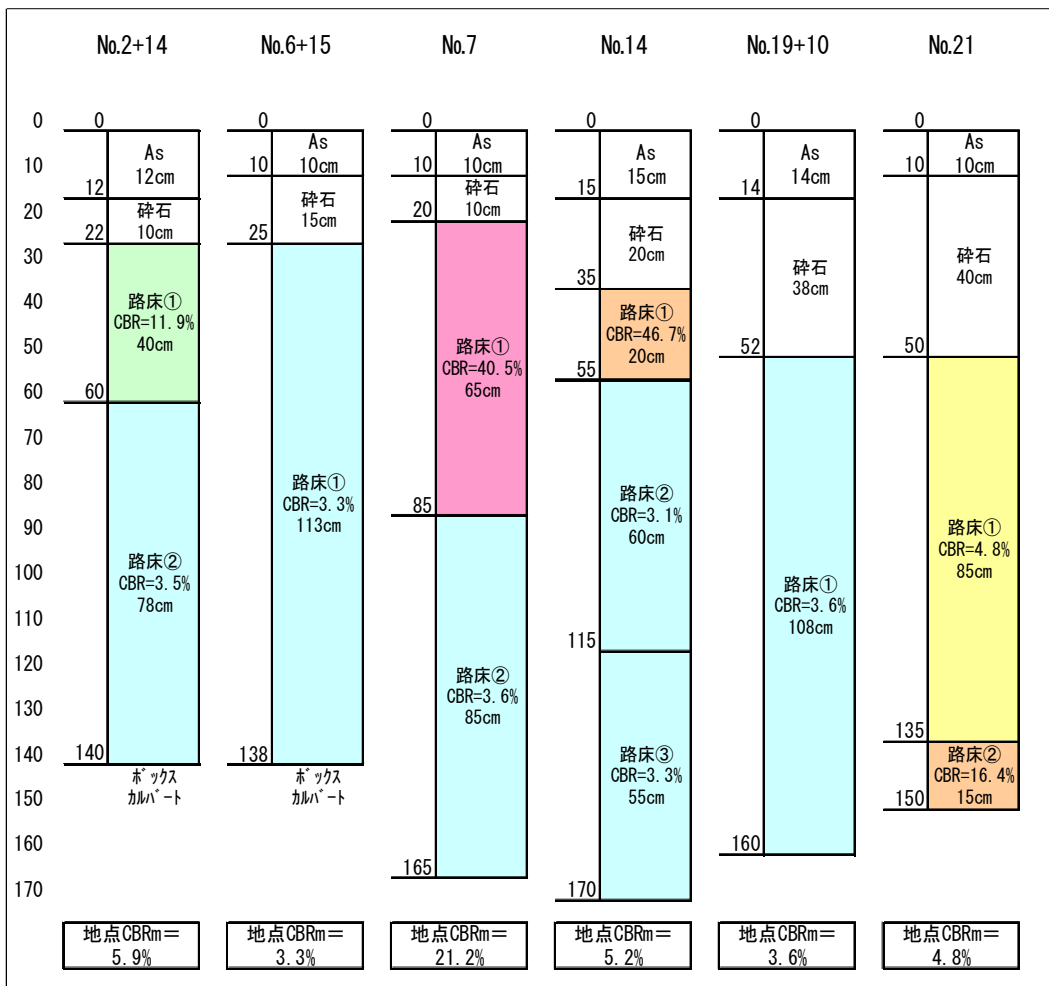 No.2+14
No.6+15
No.7
No.14
No.19+10
No.21
0
10
20
30
40
50
60
70
80
90
100
110
120
130
140
150
160
170
0
As
12cm
12
砕石
10cm
22
路床①
CBR=11.9%
40cm
60
路床②
CBR=3.5%
78cm
140
ボックス
カルバート
0
As
10cm
10
砕石
15cm
25
路床①
CBR=3.3%
113cm
138
ボックス
カルバート
0
As
10cm
10
砕石
10cm
20
路床①
CBR=40.5%
65cm
85
路床②
CBR=3.6%
85cm
165
0
As
15cm
15
砕石
20cm
35
路床①
CBR=46.7%
20cm
55
路床②
CBR=3.1%
60cm
115
路床③
CBR=3.3%
55cm
170
0
As
14cm
14
砕石
38cm
52
路床①
CBR=3.6%
108cm
160
0
As
10cm
10
砕石
40cm
50
路床①
CBR=4.8%
85cm
135
路床②
CBR=16.4%
15cm
150
地点CBRm=
5.9%
地点CBRm=
3.3%
地点CBRm=
21.2%
地点CBRm=
5.2%
地点CBRm=
3.6%
地点CBRm=
4.8%